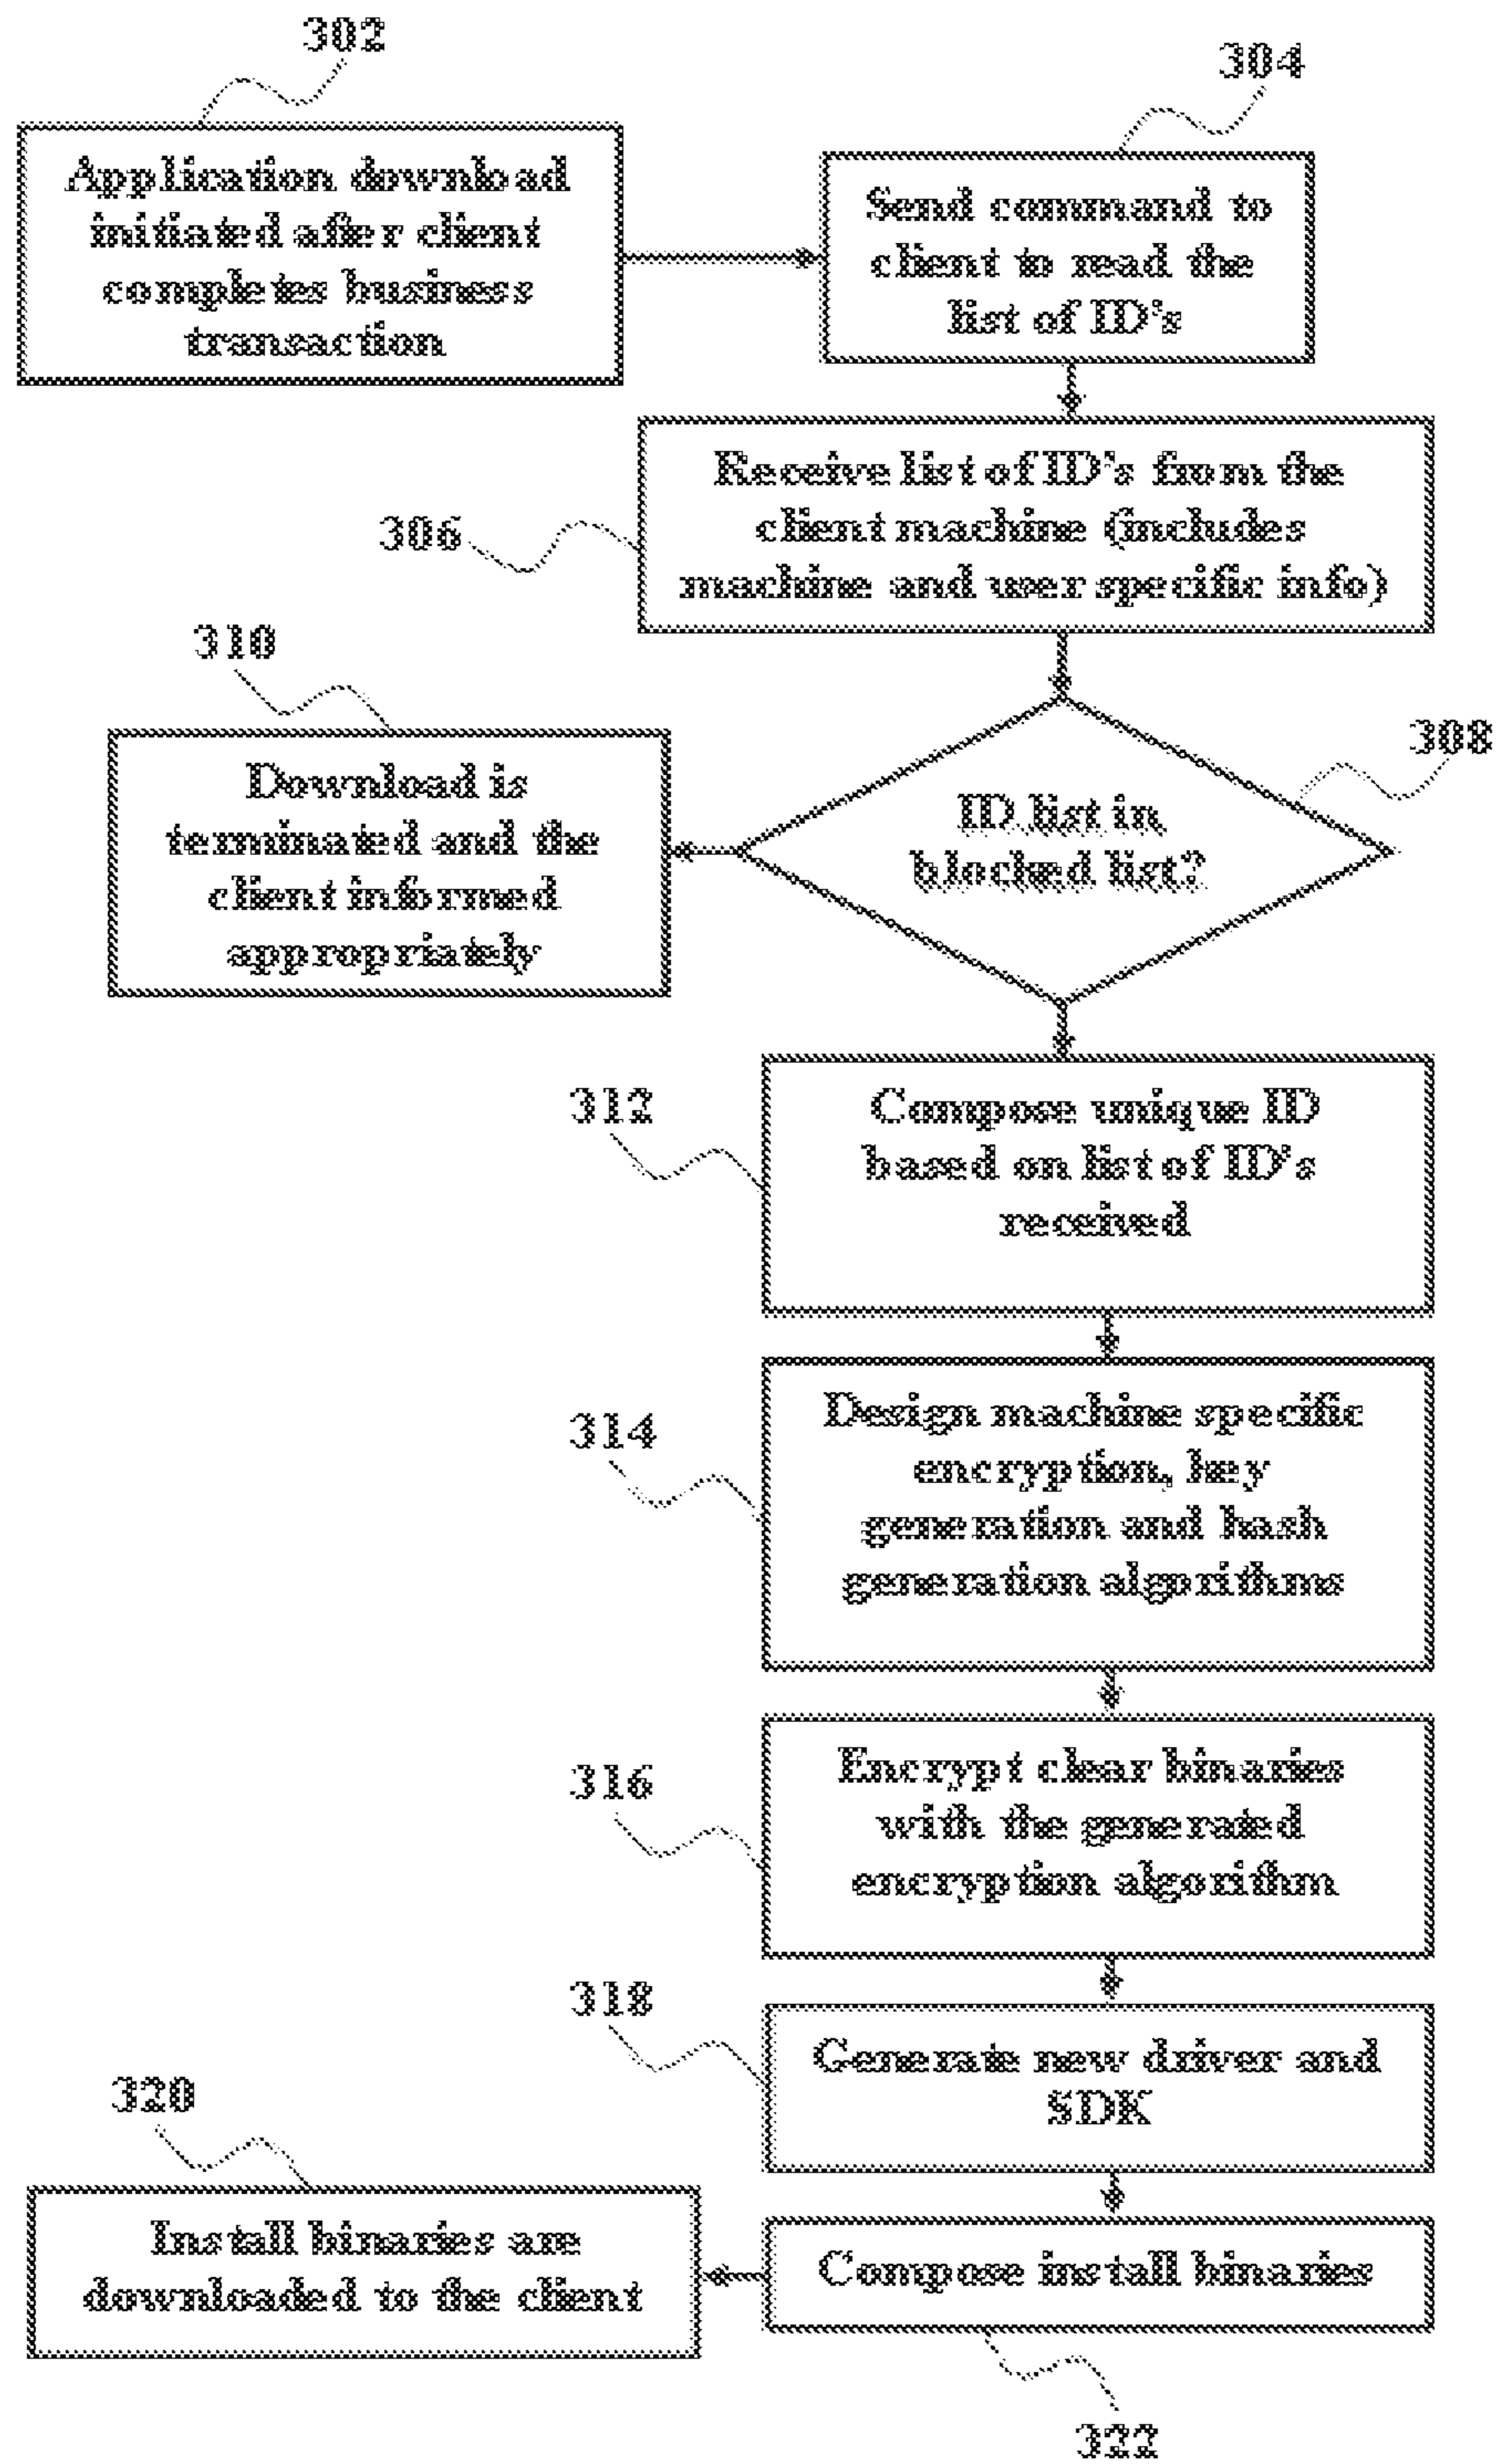 302
304
Application download
initiated after client
completes business
transaction
Send command to
client to read the
list of ID's
306
Receive list of ID's from the
client machine (includes
machine and user specific info)
310
308
Download is
terminated and the
client informed
appropriately
ID list in
blocked list?
312
Compose unique ID
based on list of ID's
received
314
Design machine specific
encryption, key
generation and hash
generation algorithms
316
Encrypt clear binaries
with the generated
encryption algorithm
318
Generate new driver and
SDK
320
Install binaries are
downloaded to the client
Compose install binaries
322